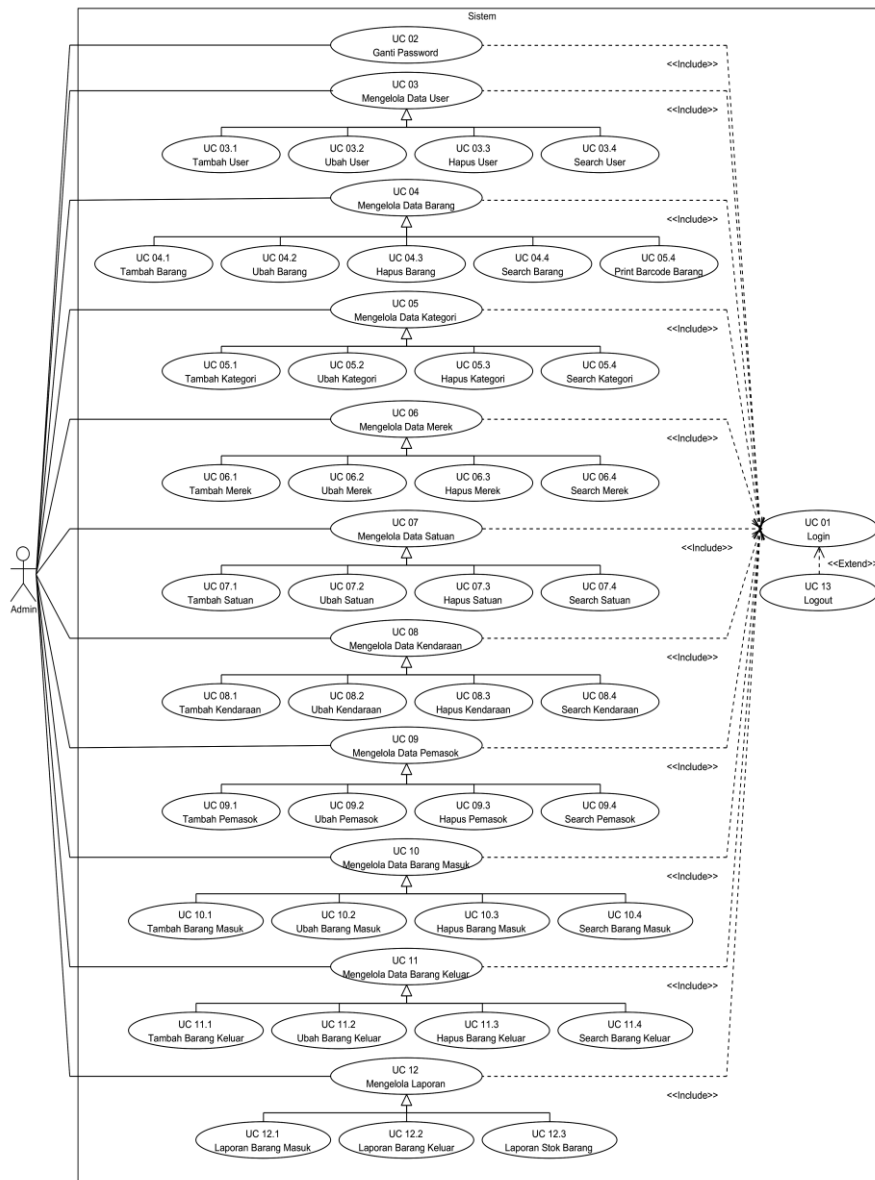 Sistem
UC 02
Ganti Password
<<Include>>
UC 03
Mengelola Data User
<<Include>>
UC 03.1
Tambah User
UC 03.2
Ubah User
UC 03.3
Hapus User
UC 03.4
Search User
UC 04
Mengelola Data Barang
<<Include>>
UC 04.1
Tambah Barang
UC 04.2
Ubah Barang
UC 04.3
Hapus Barang
UC 04.4
Search Barang
UC 05.4
Print Barcode Barang
UC 05
Mengelola Data Kategori
<<Include>>
UC 05.1
Tambah Kategori
UC 05.2
Ubah Kategori
UC 05.3
Hapus Kategori
UC 05.4
Search Kategori
UC 06
Mengelola Data Merek
<<Include>>
UC 06.1
Tambah Merek
UC 06.2
Ubah Merek
UC 06.3
Hapus Merek
UC 06.4
Search Merek
UC 07
Mengelola Data Satuan
<<Include>>
UC 01
Login
<<Extend>>
UC 13
Logout
Admin
UC 07.1
Tambah Satuan
UC 07.2
Ubah Satuan
UC 07.3
Hapus Satuan
UC 07.4
Search Satuan
UC 08
Mengelola Data Kendaraan
<<Include>>
UC 08.1
Tambah Kendaraan
UC 08.2
Ubah Kendaraan
UC 08.3
Hapus Kendaraan
UC 08.4
Search Kendaraan
UC 09
Mengelola Data Pemasok
<<Include>>
UC 09.1
Tambah Pemasok
UC 09.2
Ubah Pemasok
UC 09.3
Hapus Pemasok
UC 09.4
Search Pemasok
UC 10
Mengelola Data Barang Masuk
<<Include>>
UC 10.1
Tambah Barang Masuk
UC 10.2
Ubah Barang Masuk
UC 10.3
Hapus Barang Masuk
UC 10.4
Search Barang Masuk
UC 11
Mengelola Data Barang Keluar
<<Include>>
UC 11.1
Tambah Barang Keluar
UC 11.2
Ubah Barang Keluar
UC 11.3
Hapus Barang Keluar
UC 11.4
Search Barang Keluar
UC 12
Mengelola Laporan
<<Include>>
UC 12.1
Laporan Barang Masuk
UC 12.2
Laporan Barang Keluar
UC 12.3
Laporan Stok Barang